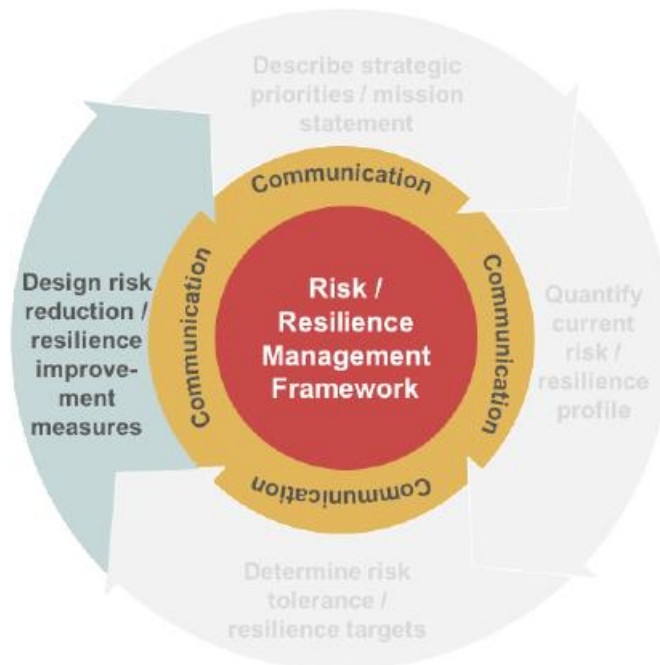 Describe strategic
priorities / mission
statement
Communication
Communication
Risk /
Resilience
Management
Framework
Communication
Communication
Design risk
reduction /
resilience
improve-
ment
measures
Quantify
current
risk /
resilience
profile
Determine risk
tolerance /
resilience targets